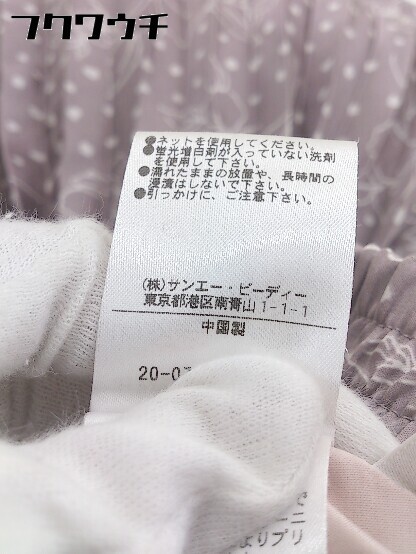 フクワウチ
●ネットを使用してください。
●蛍光増白剤が入っていない洗剤
を使用して下さい。
●濡れたままの放置や、長時間の
浸漬はしないで下さい。
●引っかけに、ご注意下さい。
(株)サンエー・ビーディー
東京都港区南青山1-1-1
中国製
20-0